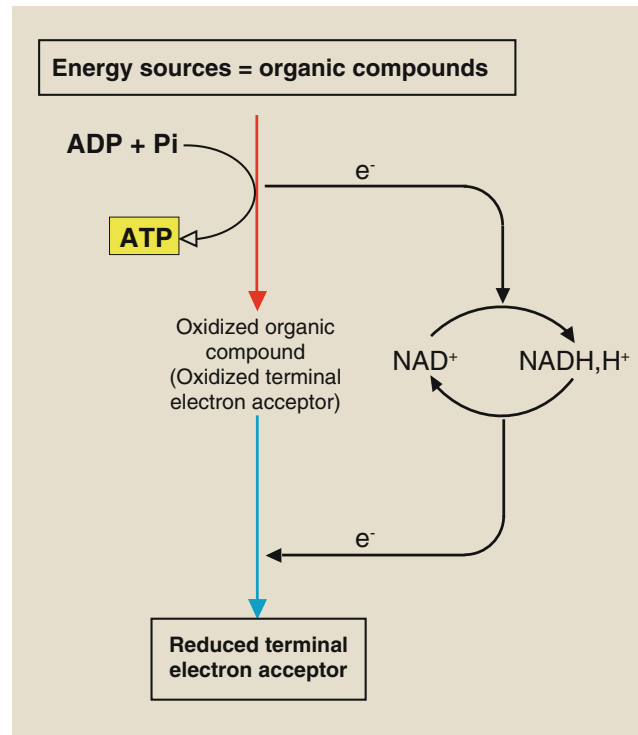 Energy sources = organic compounds
ADP + Pi
e⁻
ATP
Oxidized organic
compound
(Oxidized terminal
electron acceptor)
NAD⁺
NADH,H⁺
e⁻
Reduced terminal
electron acceptor